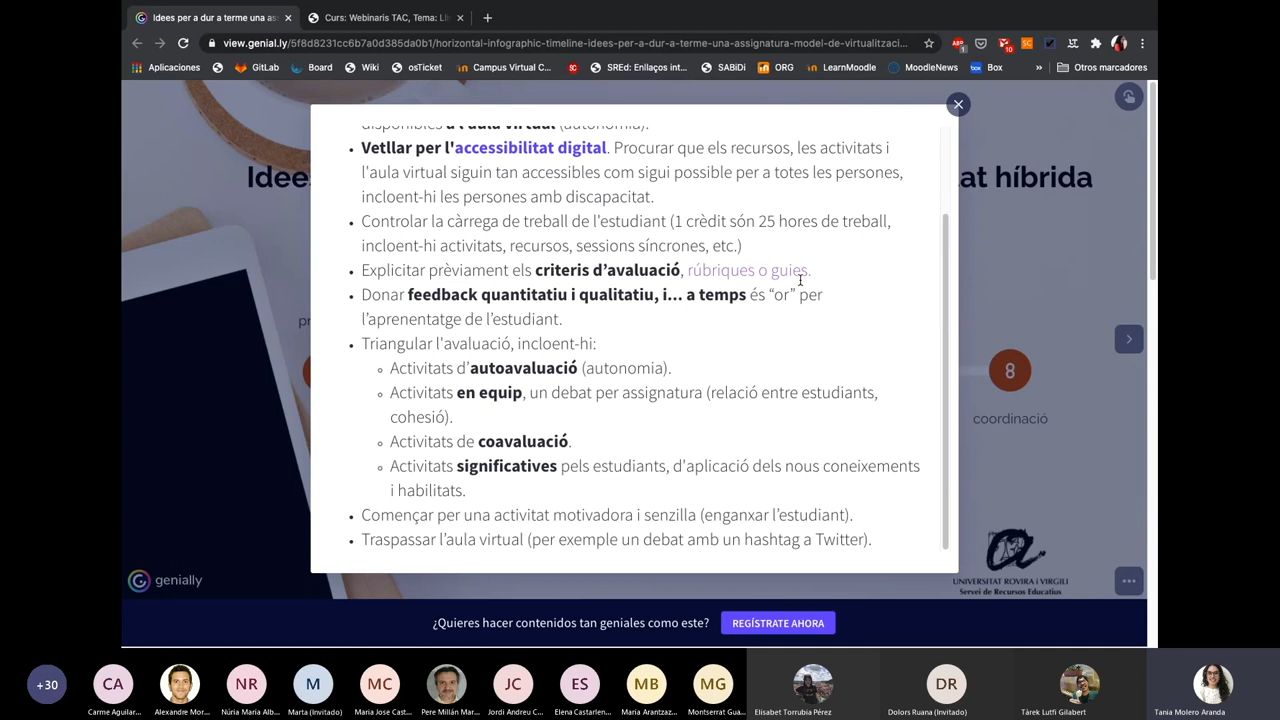 Idees per a dur a terme una as
Curs: Webinaris TAC, Tema: Lli
view.genial.ly/5f8d8231cc6b7a0d385da0b1/horizontal-infographic-timeline-idees-per-a-dur-a-terme-una-assignatura-model-de-virtualitzaci...
Aplicaciones
GitLab
Board
Wiki
osTicket
Campus Virtual C...
SREd: Enllaços int...
SABiDi
ORG
LearnMoodle
MoodleNews
Box
»
Otros marcadores
Idees
at híbrida
disponibles a l'aula virtual (autonomia).
Vetllar per l'accessibilitat digital. Procurar que els recursos, les activitats i
l'aula virtual siguin tan accessibles com sigui possible per a totes les persones,
incloent-hi les persones amb discapacitat.
Controlar la càrrega de treball de l'estudiant (1 crèdit són 25 hores de treball,
incloent-hi activitats, recursos, sessions síncrones, etc.)
Explicitar prèviament els criteris d’avaluació, rúbriques o guies.
Donar feedback quantitatiu i qualitatiu, i... a temps és “or” per
l’aprenentatge de l’estudiant.
Triangular l'avaluació, incloent-hi:
Activitats d’autoavaluació (autonomia).
Activitats en equip, un debat per assignatura (relació entre estudiants,
cohesió).
Activitats de coavaluació.
Activitats significatives pels estudiants, d'aplicació dels nous coneixements
i habilitats.
Començar per una activitat motivadora i senzilla (enganxar l’estudiant).
Traspassar l’aula virtual (per exemple un debat amb un hashtag a Twitter).
pr
8
coordinació
genially
UNIVERSITAT ROVIRA i VIRGILI
Servei de Recursos Educatius
¿Quieres hacer contenidos tan geniales como este?
REGÍSTRATE AHORA
+30
CA
NR
M
MC
JC
ES
MB
MG
DR
Carme Aguilar...
Alexandre Mor...
Núria Maria Alb...
Marta (Invitado)
Maria Jose Cast...
Pere Millán Mar...
Jordi Andreu C...
Elena Castarlen...
Maria Arantzaz...
Montserrat Gua...
Elisabet Torrubia Pérez
Dolors Ruana (Invitado)
Tàrek Lutfi Gilabert
Tania Molero Aranda